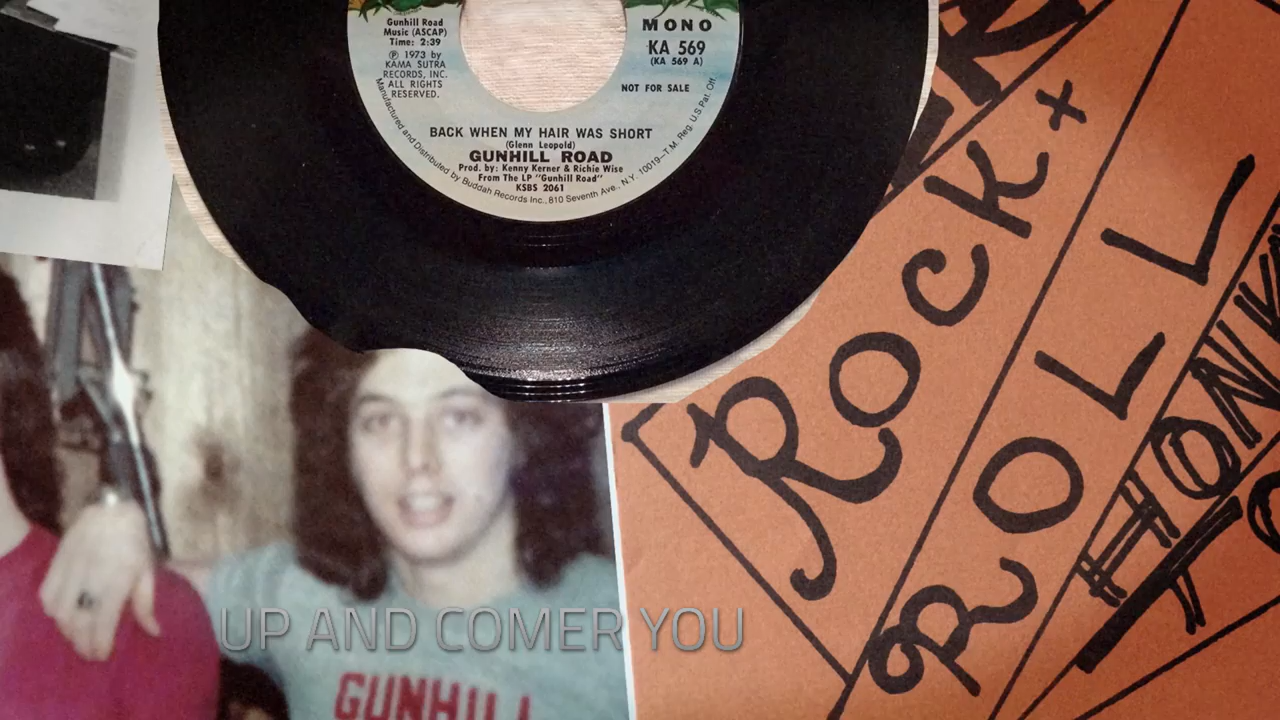 Gunhill Road
Music (ASCAP)
Time: 2:39
℗ 1973 by
KAMA SUTRA
RECORDS, INC.
ALL RIGHTS
RESERVED.
MONO
KA 569
(KA 569 A)
NOT FOR SALE
BACK WHEN MY HAIR WAS SHORT
(Glenn Leopold)
GUNHILL ROAD
Prod. by: Kenny Kerner & Richie Wise
From The LP "Gunhill Road"
KSBS 2061
Manufactured and Distributed by Buddah Records Inc., 810 Seventh Ave., N.Y. 10019—T.M. Reg. U.S. Pat. Off.
ROCK +
ROLL
HONK
UP AND COMER YOU
GUNHILL